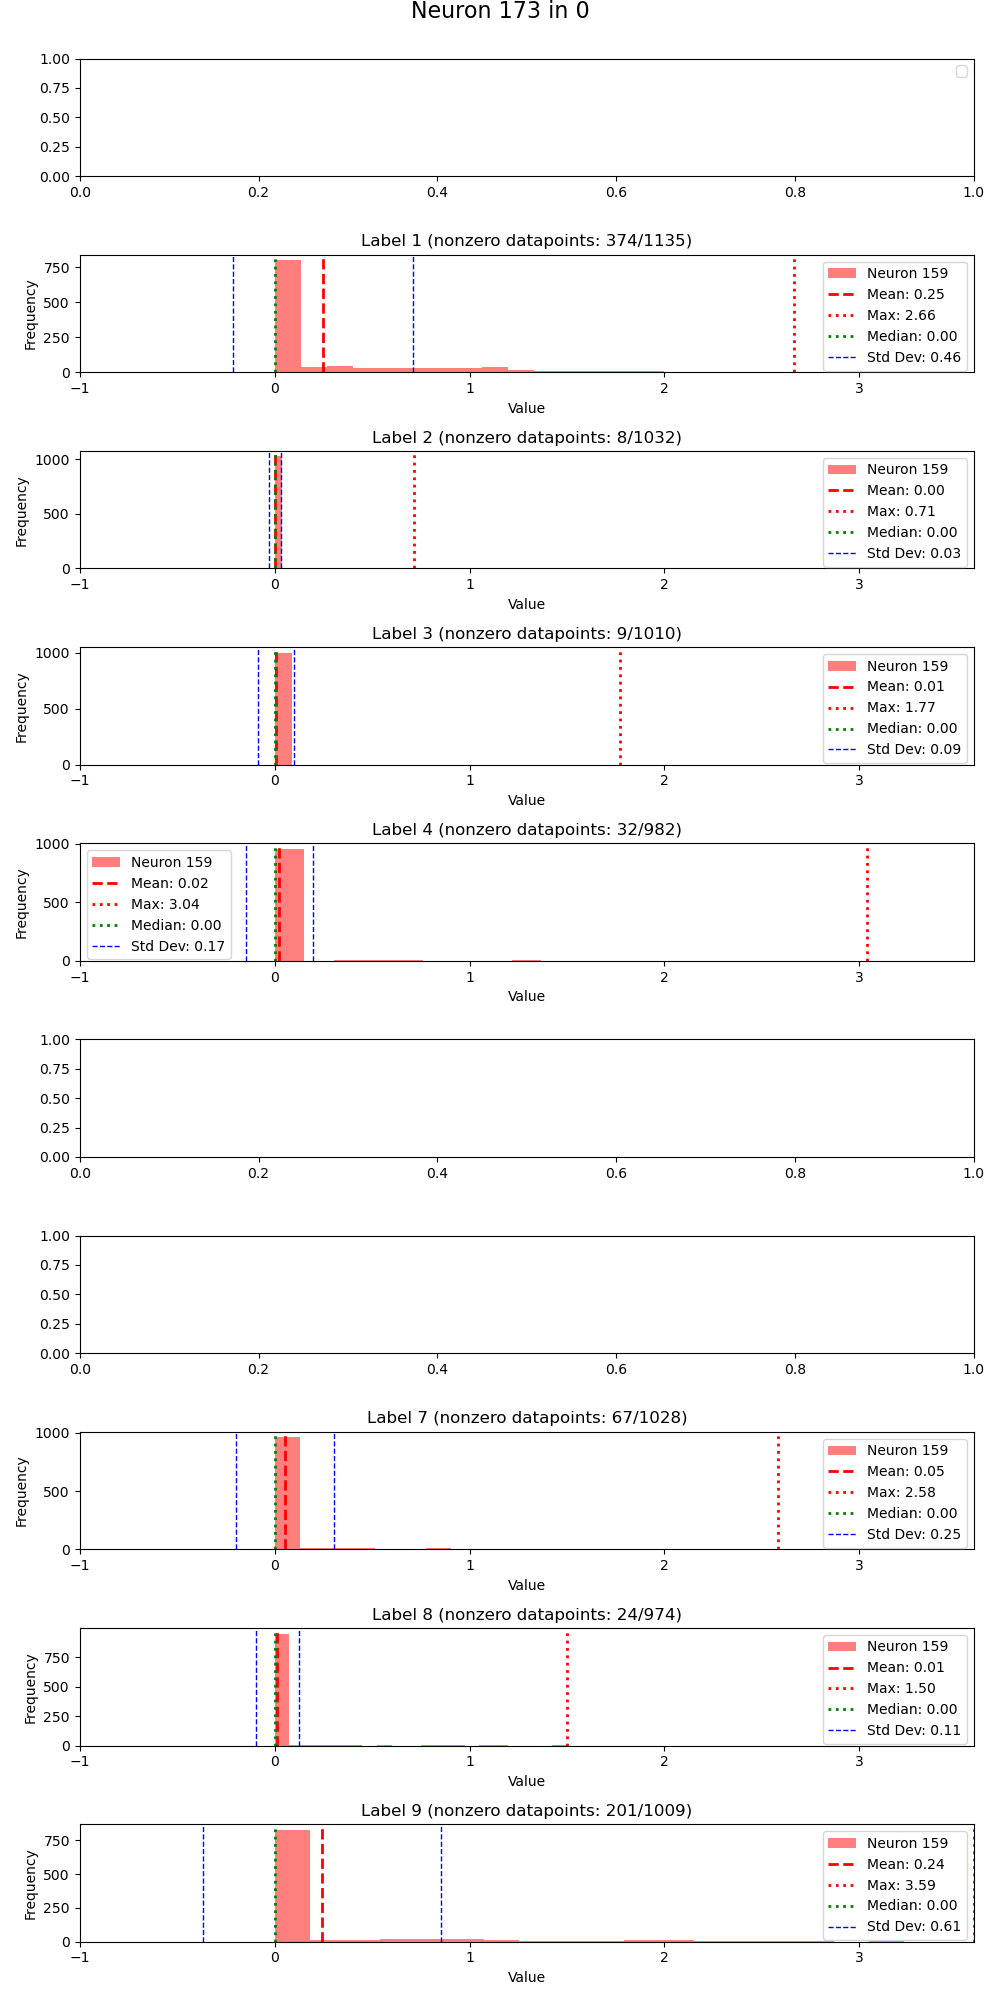 Neuron 173 in 0
1.00
0.75
0.50
0.25
0.00
0.0 0.2 0.4 0.6 0.8 1.0
Label 1 (nonzero datapoints: 374/1135)
Frequency
750
500
250
0
Neuron 159
Mean: 0.25
Max: 2.66
Median: 0.00
Std Dev: 0.46
−1 0 1 2 3
Value
Label 2 (nonzero datapoints: 8/1032)
Frequency
1000
500
0
Neuron 159
Mean: 0.00
Max: 0.71
Median: 0.00
Std Dev: 0.03
−1 0 1 2 3
Value
Label 3 (nonzero datapoints: 9/1010)
Frequency
1000
500
0
Neuron 159
Mean: 0.01
Max: 1.77
Median: 0.00
Std Dev: 0.09
−1 0 1 2 3
Value
Label 4 (nonzero datapoints: 32/982)
Frequency
1000
500
0
Neuron 159
Mean: 0.02
Max: 3.04
Median: 0.00
Std Dev: 0.17
−1 0 1 2 3
Value
1.00
0.75
0.50
0.25
0.00
0.0 0.2 0.4 0.6 0.8 1.0
1.00
0.75
0.50
0.25
0.00
0.0 0.2 0.4 0.6 0.8 1.0
Label 7 (nonzero datapoints: 67/1028)
Frequency
1000
500
0
Neuron 159
Mean: 0.05
Max: 2.58
Median: 0.00
Std Dev: 0.25
−1 0 1 2 3
Value
Label 8 (nonzero datapoints: 24/974)
Frequency
750
500
250
0
Neuron 159
Mean: 0.01
Max: 1.50
Median: 0.00
Std Dev: 0.11
−1 0 1 2 3
Value
Label 9 (nonzero datapoints: 201/1009)
Frequency
750
500
250
0
Neuron 159
Mean: 0.24
Max: 3.59
Median: 0.00
Std Dev: 0.61
−1 0 1 2 3
Value